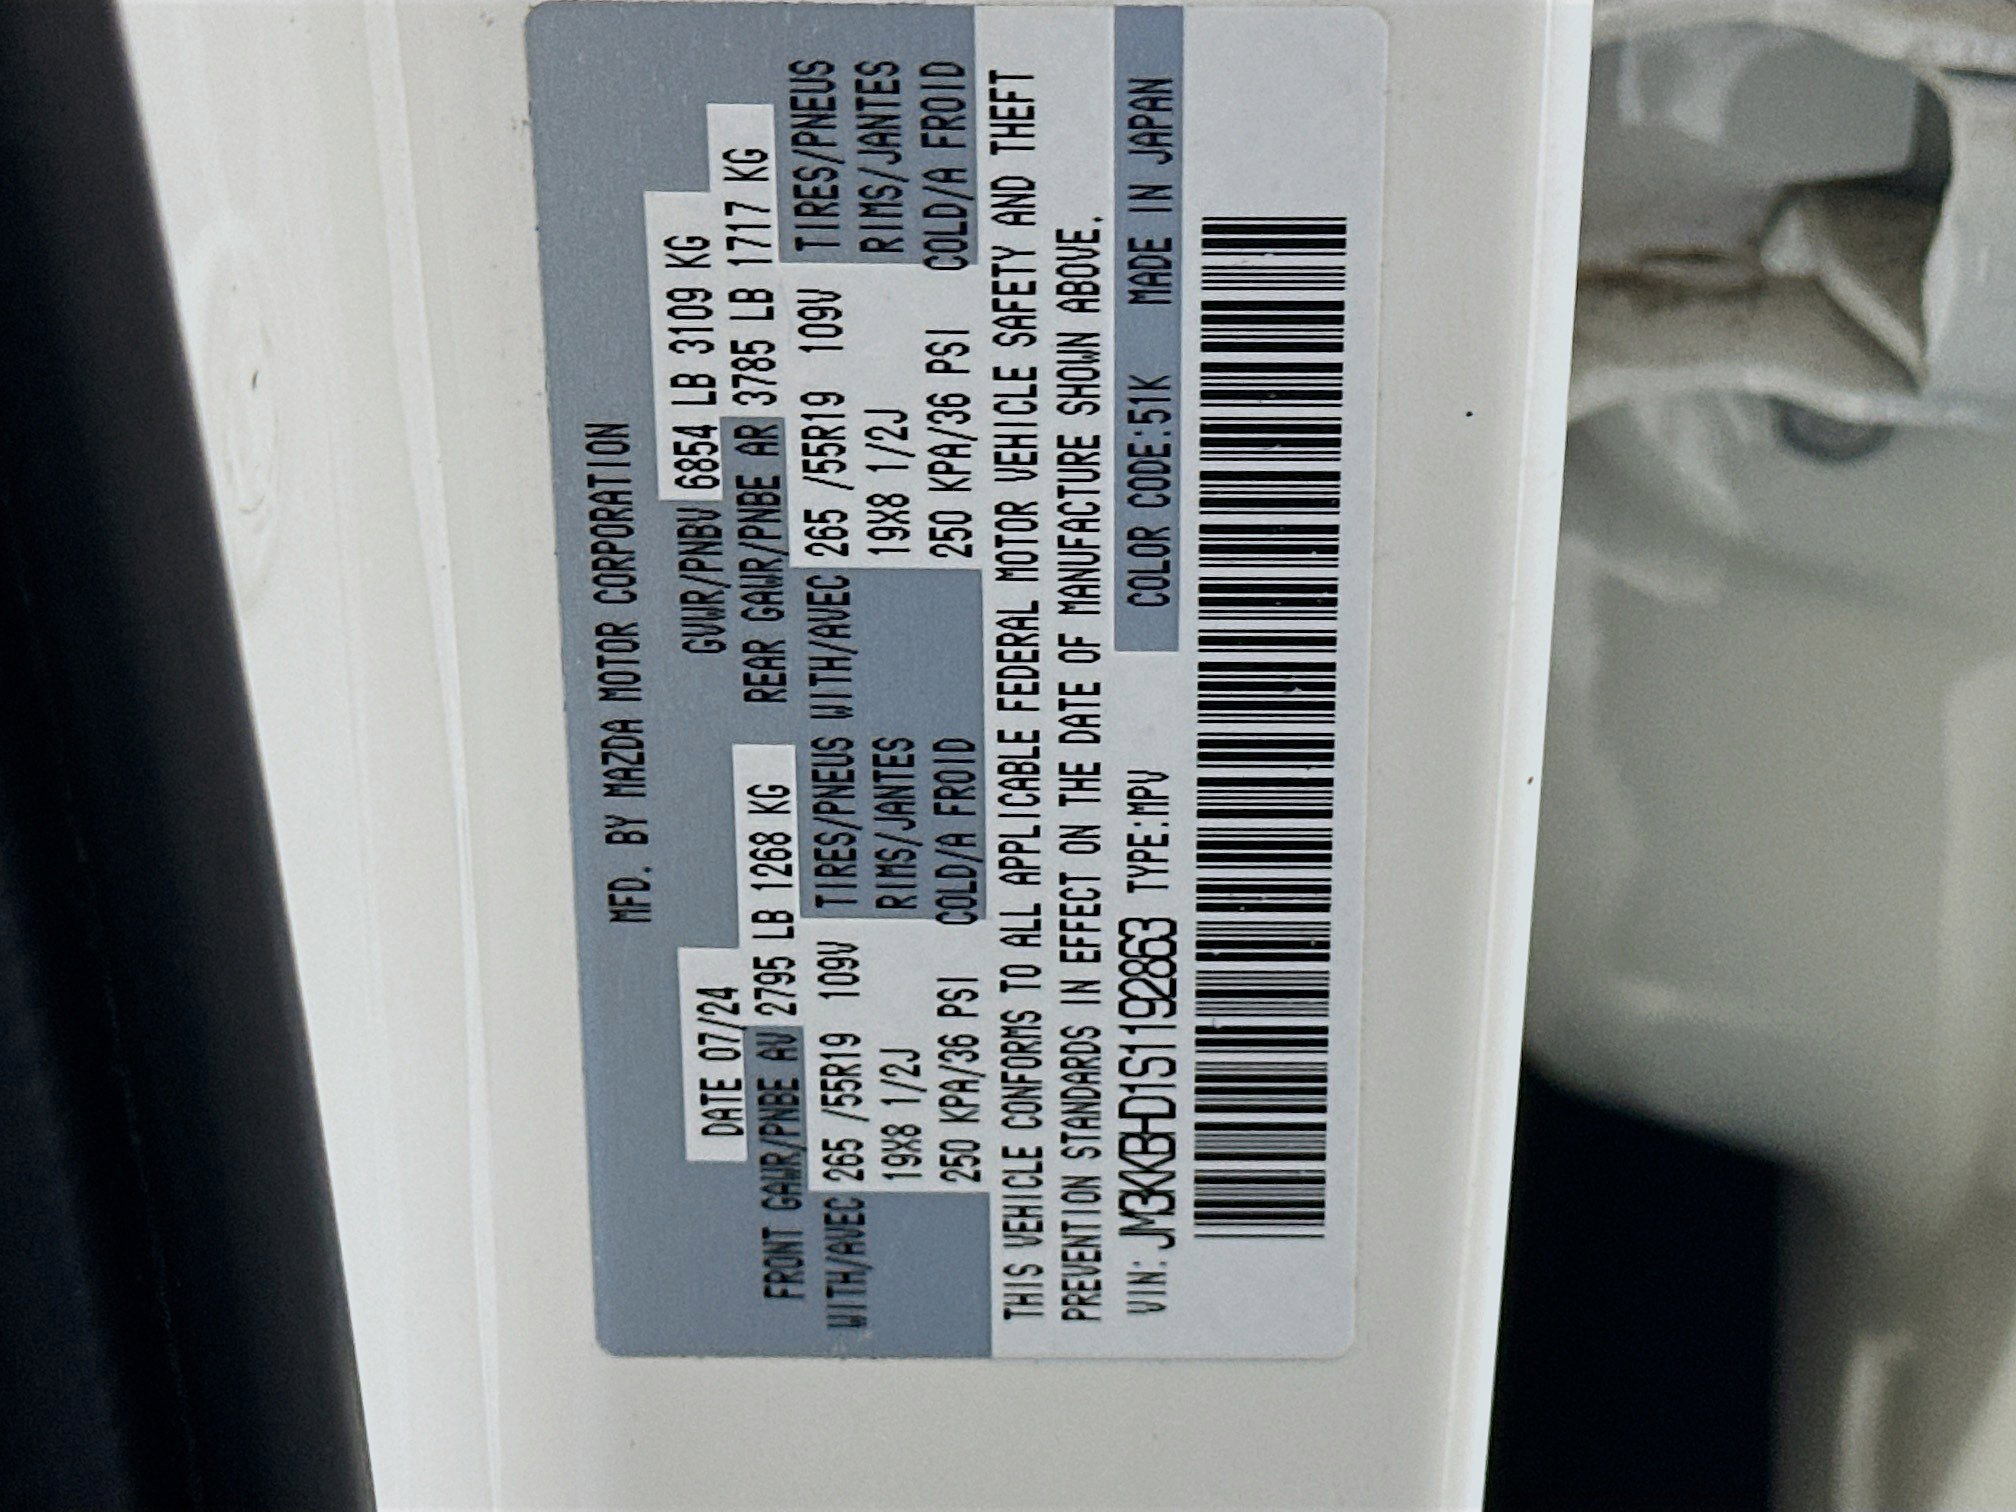 MFD. BY MAZDA MOTOR CORPORATION
DATE 07/24 GVWR/PNBV 6854 LB 3109 KG
FRONT GAWR/PNBE AV 2795 LB 1268 KG REAR GAWR/PNBE AR 3785 LB 1717 KG
WITH/AVEC 265 /55R19 109V TIRES/PNEUS WITH/AVEC 265 /55R19 109V TIRES/PNEUS
19X8 1/2J RIMS/JANTES 19X8 1/2J RIMS/JANTES
250 KPA/36 PSI COLD/A FROID 250 KPA/36 PSI COLD/A FROID
THIS VEHICLE CONFORMS TO ALL APPLICABLE FEDERAL MOTOR VEHICLE SAFETY AND THEFT
PREVENTION STANDARDS IN EFFECT ON THE DATE OF MANUFACTURE SHOWN ABOVE.
VIN: JM3KKBHD1S1192863 TYPE:MPV COLOR CODE:51K MADE IN JAPAN